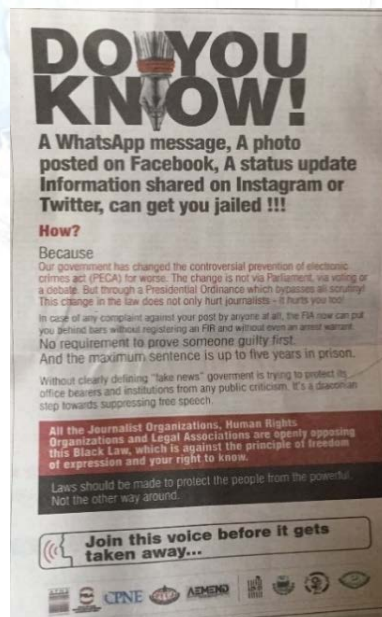 DO YOU
KNOW!
A WhatsApp message, A photo
posted on Facebook, A status update
Information shared on Instagram or
Twitter, can get you jailed !!!
How?
Because
Our government has changed the controversial prevention of electronic
crimes act (PECA) for worse. The change is not via Parliament, via voting or
a debate. But through a Presidential Ordinance which bypasses all scrutiny!
This change in the law does not only hurt journalists - it hurts you too!
In case of any complaint against your post by anyone at all, the FIA now can put
you behind bars without registering an FIR and without even an arrest warrant.
No requirement to prove someone guilty first.
And the maximum sentence is up to five years in prison.
Without clearly defining "fake news" goverment is trying to protect its
office bearers and institutions from any public criticism. It's a draconian
step towards suppressing free speech.
All the Journalist Organizations, Human Rights
Organizations and Legal Associations are openly opposing
this Black Law, which is against the principle of freedom
of expression and your right to know.
Laws should be made to protect the people from the powerful.
Not the other way around.
Join this voice before it gets
taken away...
CPNE
AEMEND